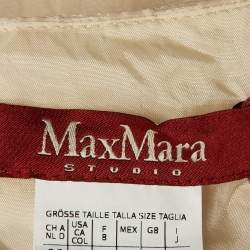 MaxMara
STUDIO
GRÖSSE TAILLE TALLA SIZE TAGLIA
CH A USA F MEX GB I
NL D CA B
COL